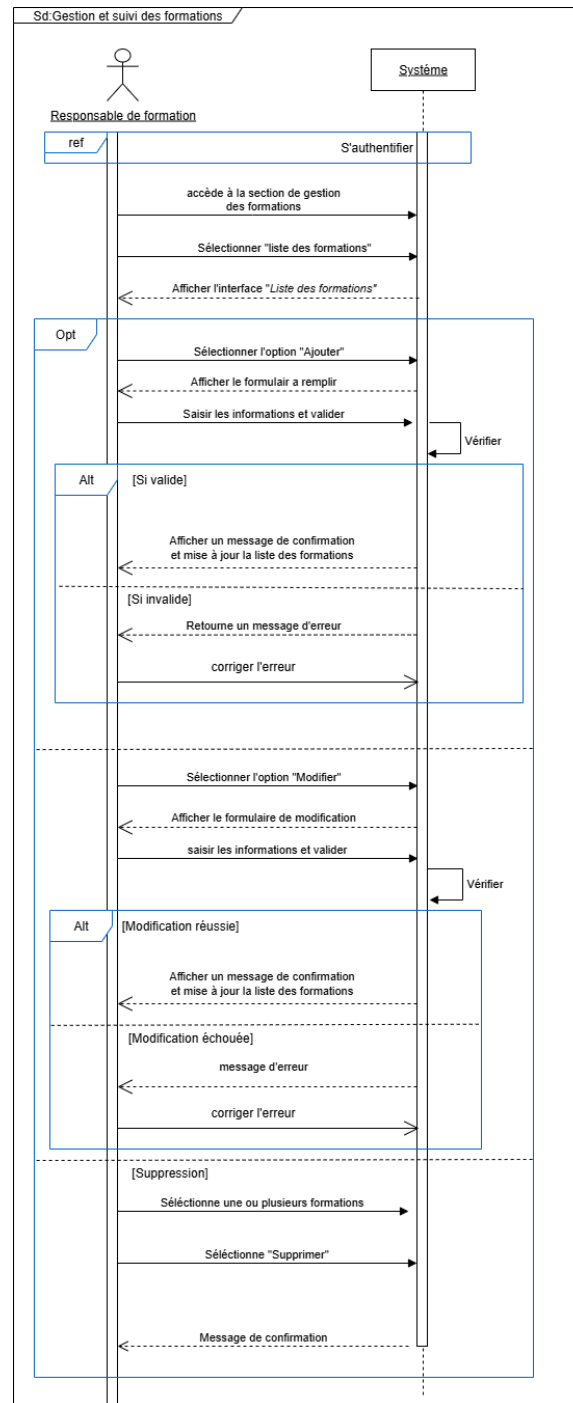 Sd:Gestion et suivi des formations
Système
Responsable de formation
ref
S'authentifier
accède à la section de gestion
des formations
Sélectionner "liste des formations"
Afficher l'interface "Liste des formations"
Opt
Sélectionner l'option "Ajouter"
Afficher le formulair a remplir
Saisir les informations et valider
Vérifier
Alt
[Si valide]
Afficher un message de confirmation
et mise à jour la liste des formations
[Si invalide]
Retourne un message d'erreur
corriger l'erreur
Sélectionner l'option "Modifier"
Afficher le formulaire de modification
saisir les informations et valider
Vérifier
Alt
[Modification réussie]
Afficher un message de confirmation
et mise à jour la liste des formations
[Modification échouée]
message d'erreur
corriger l'erreur
[Suppression]
Séléctionne une ou plusieurs formations
Séléctionne "Supprimer"
Message de confirmation